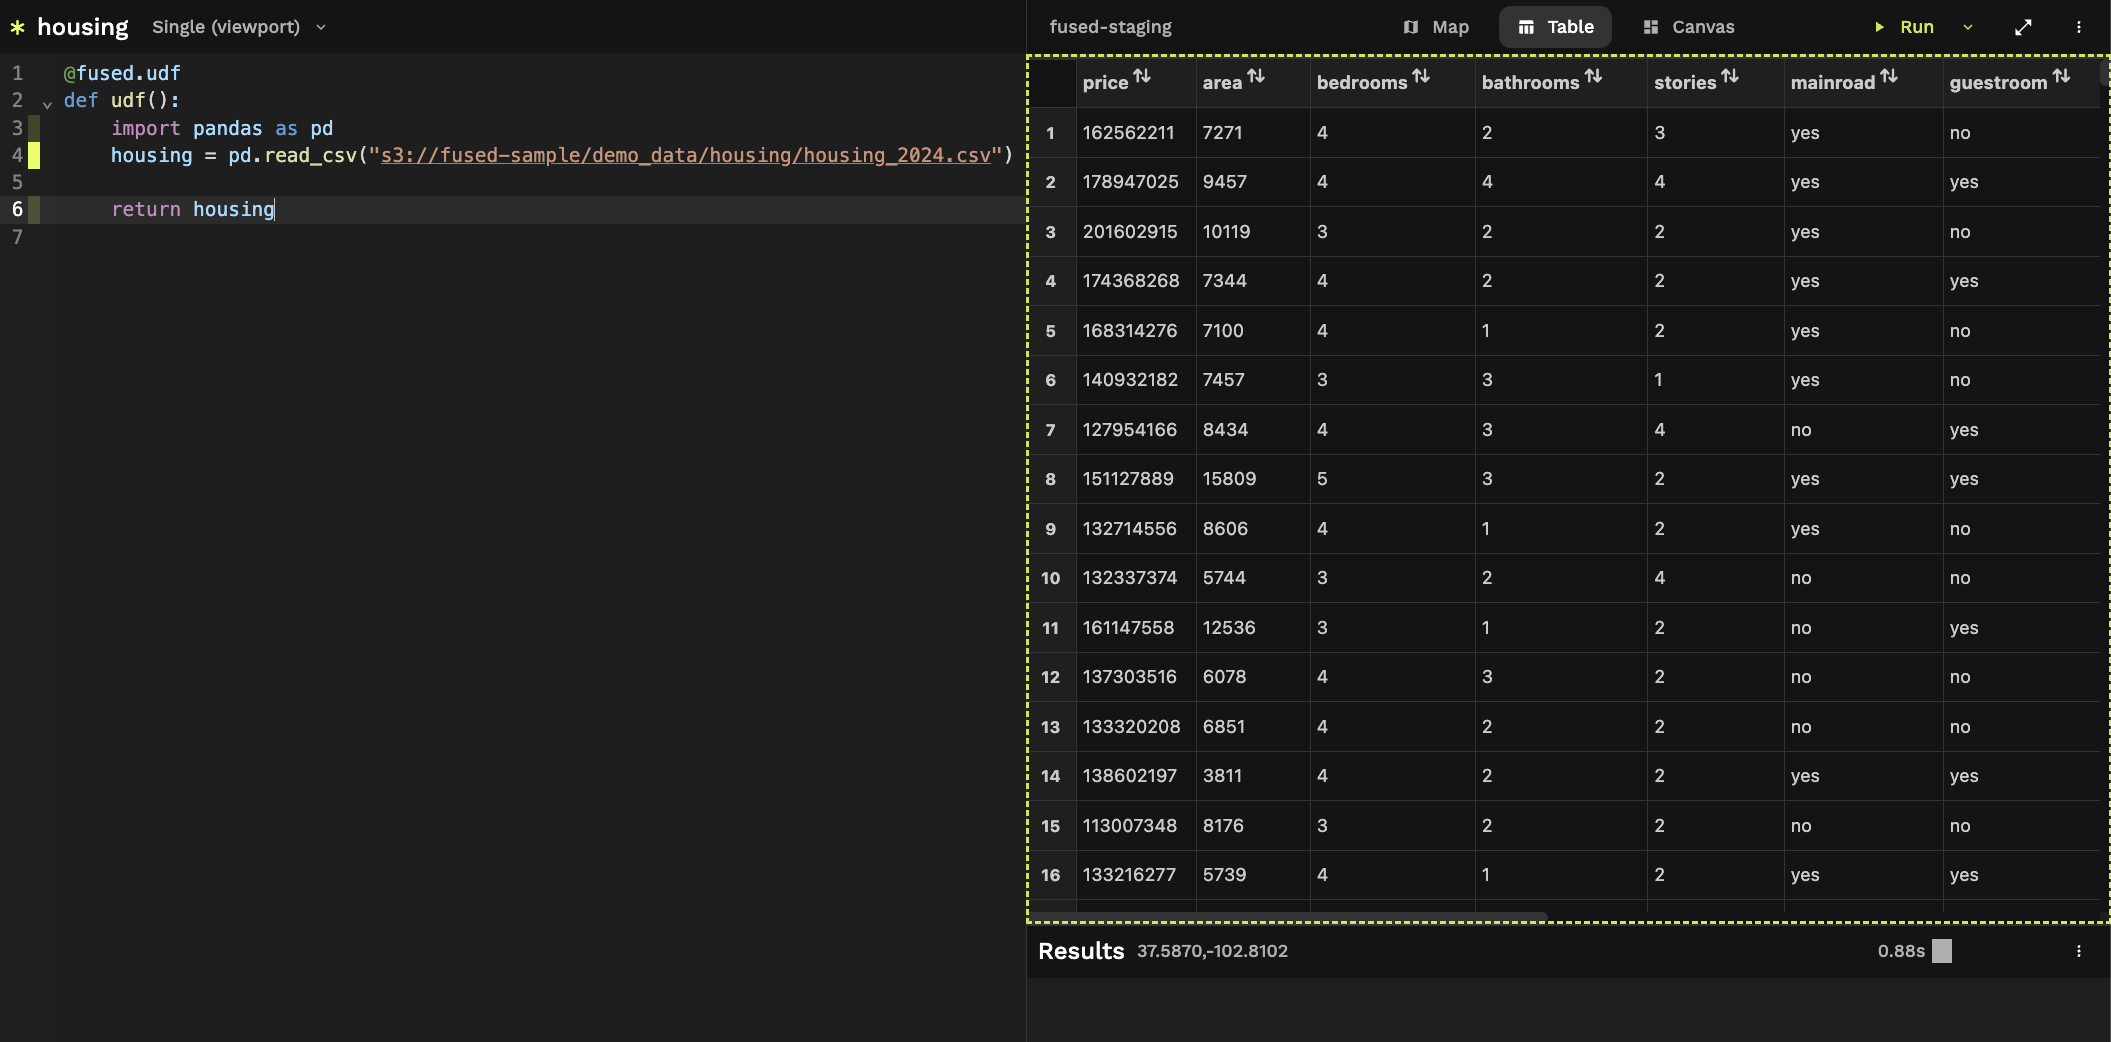 * housing Single (viewport)
1 @fused.udf
2 def udf():
3 import pandas as pd
4 housing = pd.read_csv("s3://fused-sample/demo_data/housing/housing_2024.csv")
5
6 return housing
7
fused-staging Map Table Canvas Run
price area bedrooms bathrooms stories mainroad guestroom
1 162562211 7271 4 2 3 yes no
2 178947025 9457 4 4 4 yes yes
3 201602915 10119 3 2 2 yes no
4 174368268 7344 4 2 2 yes yes
5 168314276 7100 4 1 2 yes no
6 140932182 7457 3 3 1 yes no
7 127954166 8434 4 3 4 no yes
8 151127889 15809 5 3 2 yes yes
9 132714556 8606 4 1 2 yes no
10 132337374 5744 3 2 4 no no
11 161147558 12536 3 1 2 no yes
12 137303516 6078 4 3 2 no no
13 133320208 6851 4 2 2 no no
14 138602197 3811 4 2 2 yes yes
15 113007348 8176 3 2 2 no no
16 133216277 5739 4 1 2 yes yes
Results 37.5870,-102.8102 0.88s